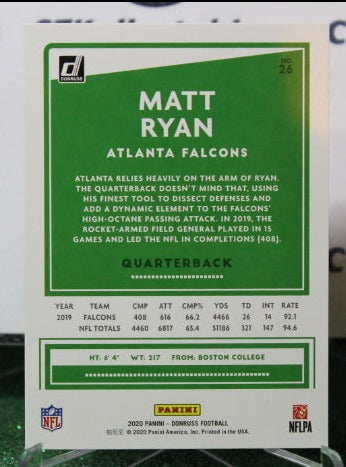 DONRUSS
NO.
26
MATT
RYAN
ATLANTA FALCONS
ATLANTA RELIES HEAVILY ON THE ARM OF RYAN.
THE QUARTERBACK DOESN'T MIND THAT, USING
HIS FINEST TOOL TO DISSECT DEFENSES AND
ADD A DYNAMIC ELEMENT TO THE FALCONS'
HIGH-OCTANE PASSING ATTACK. IN 2019, THE
ROCKET-ARMED FIELD GENERAL PLAYED IN 15
GAMES AND LED THE NFL IN COMPLETIONS (408).
QUARTERBACK
YEAR TEAM CMP ATT CMP% YDS TD INT RATE
2019 FALCONS 408 616 66.2 4466 26 14 92.1
NFL TOTALS 4460 6817 65.4 51186 321 147 94.6
HT: 6' 4" WT: 217 FROM: BOSTON COLLEGE
NFL
PANINI
NFLPA
2020 PANINI – DONRUSS FOOTBALL
© 2020 Panini America, Inc. Printed in the USA.